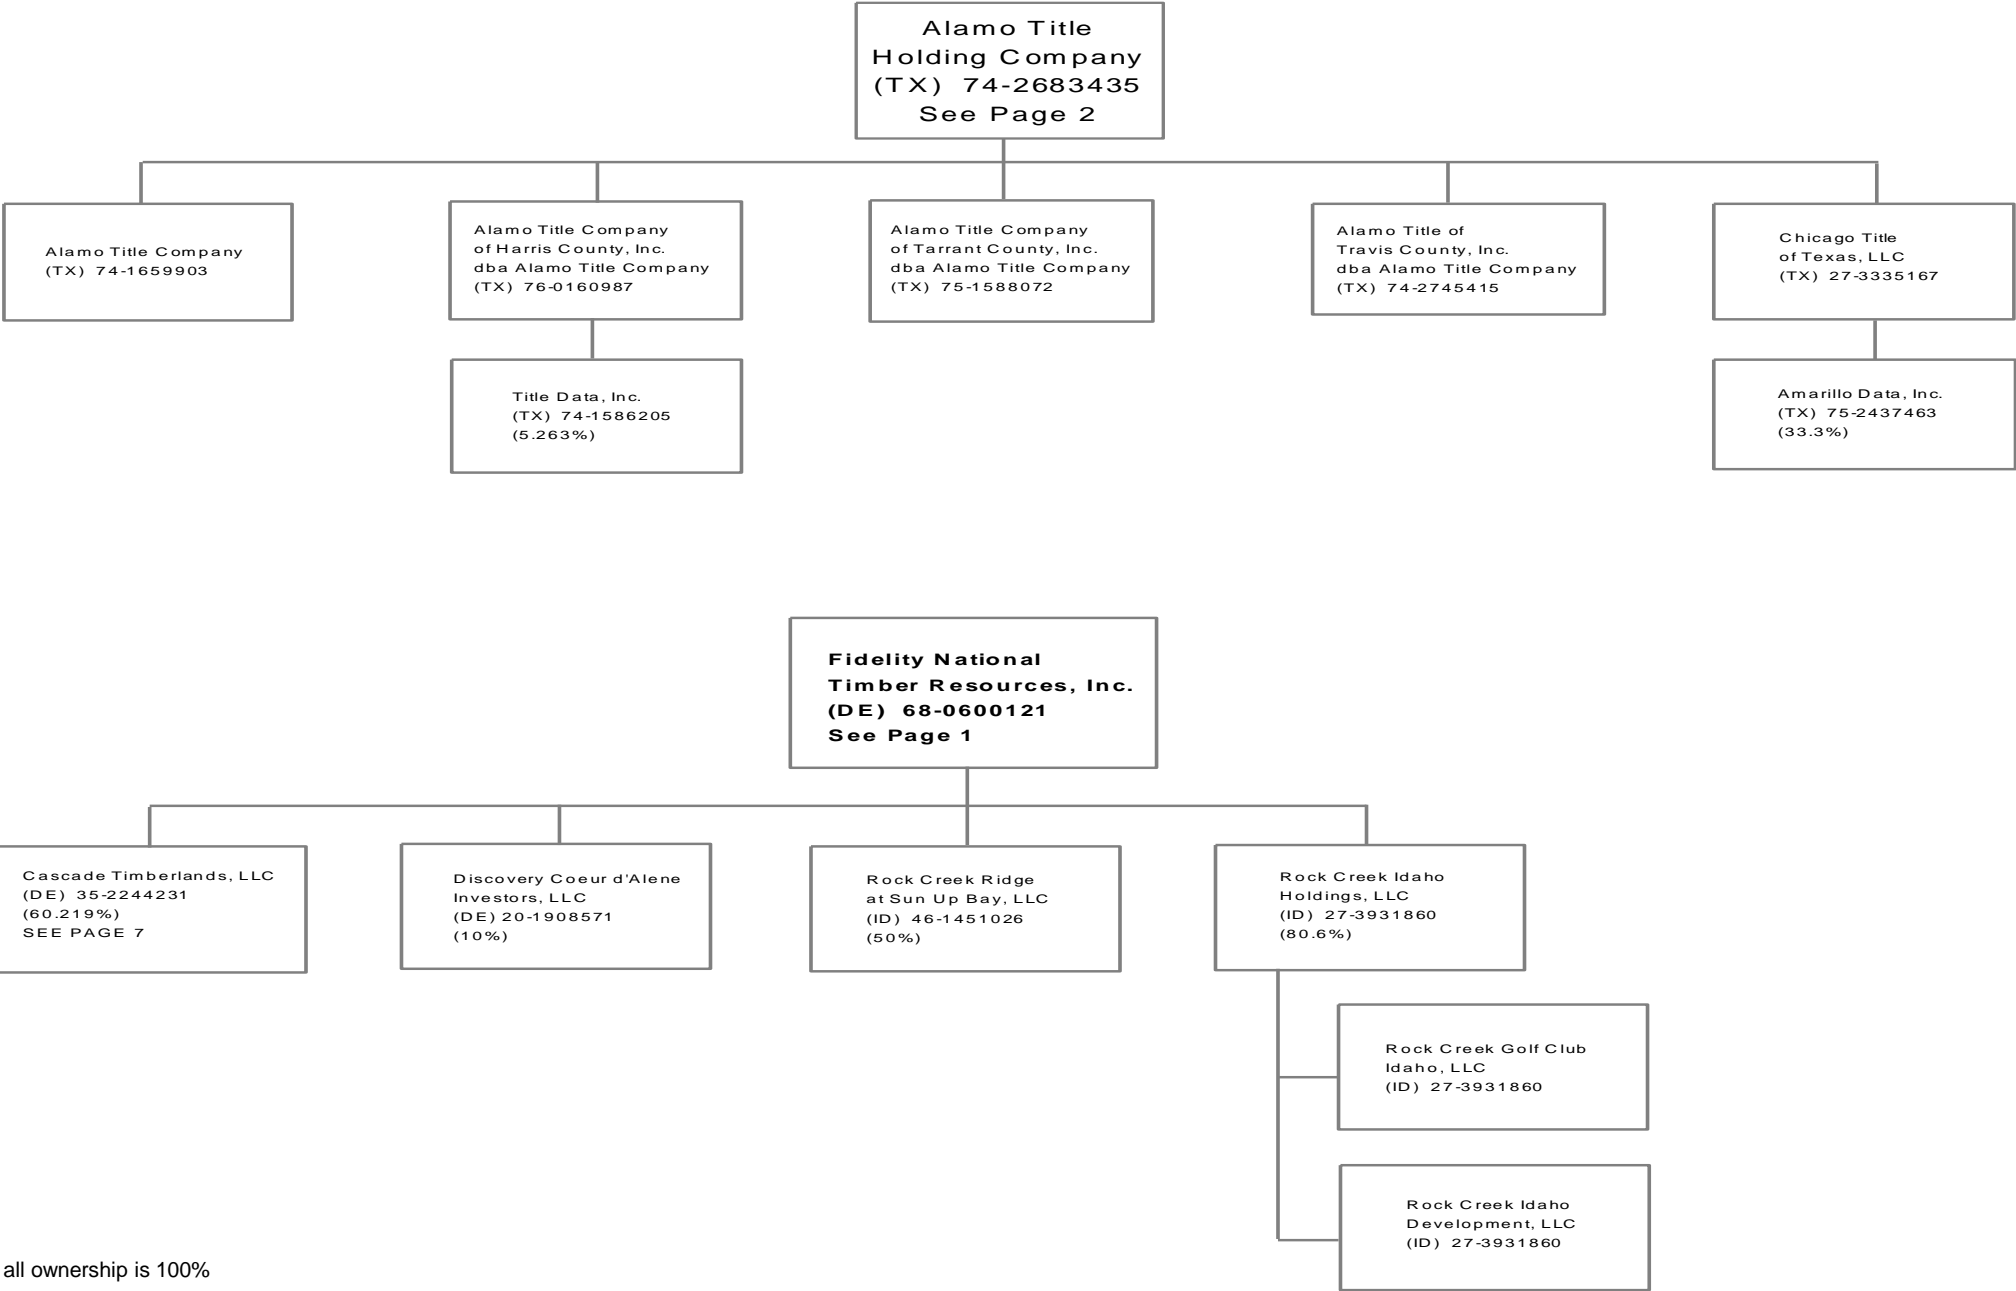 Alamo Title
Holding Company
(TX) 74-2683435
See Page 2
Alamo Title Company
(TX) 74-1659903
Alamo Title Company
of Harris County, Inc.
dba Alamo Title Company
(TX) 76-0160987
Alamo Title Company
of Tarrant County, Inc.
dba Alamo Title Company
(TX) 75-1588072
Alamo Title of
Travis County, Inc.
dba Alamo Title Company
(TX) 74-2745415
Chicago Title
of Texas, LLC
(TX) 27-3335167
Title Data, Inc.
(TX) 74-1586205
(5.263%)
Amarillo Data, Inc.
(TX) 75-2437463
(33.3%)
Fidelity National
Timber Resources, Inc.
(DE) 68-0600121
See Page 1
Cascade Timberlands, LLC
(DE) 35-2244231
(60.219%)
SEE PAGE 7
Discovery Coeur d'Alene
Investors, LLC
(DE) 20-1908571
(10%)
Rock Creek Ridge
at Sun Up Bay, LLC
(ID) 46-1451026
(50%)
Rock Creek Idaho
Holdings, LLC
(ID) 27-3931860
(80.6%)
Rock Creek Golf Club
Idaho, LLC
(ID) 27-3931860
Rock Creek Idaho
Development, LLC
(ID) 27-3931860
all ownership is 100%